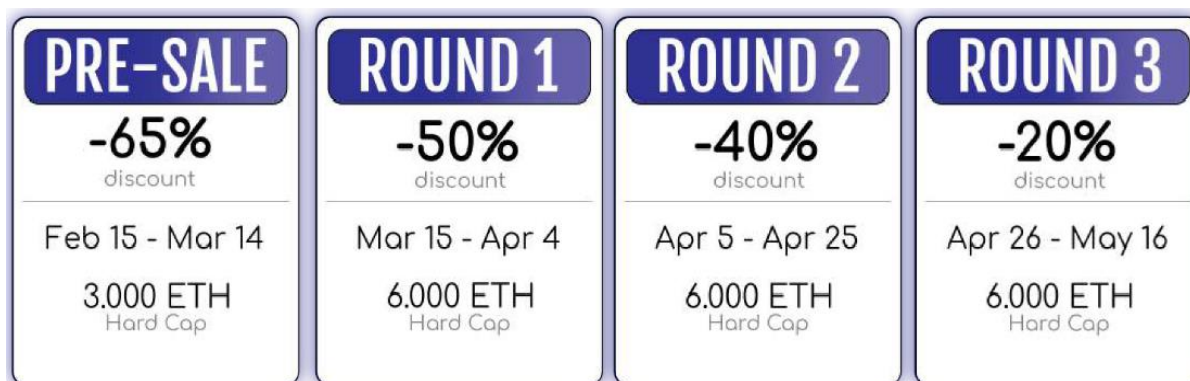 PRE-SALE
-65%
discount
Feb 15 - Mar 14
3.000 ETH
Hard Cap
ROUND 1
-50%
discount
Mar 15 - Apr 4
6.000 ETH
Hard Cap
ROUND 2
-40%
discount
Apr 5 - Apr 25
6.000 ETH
Hard Cap
ROUND 3
-20%
discount
Apr 26 - May 16
6.000 ETH
Hard Cap